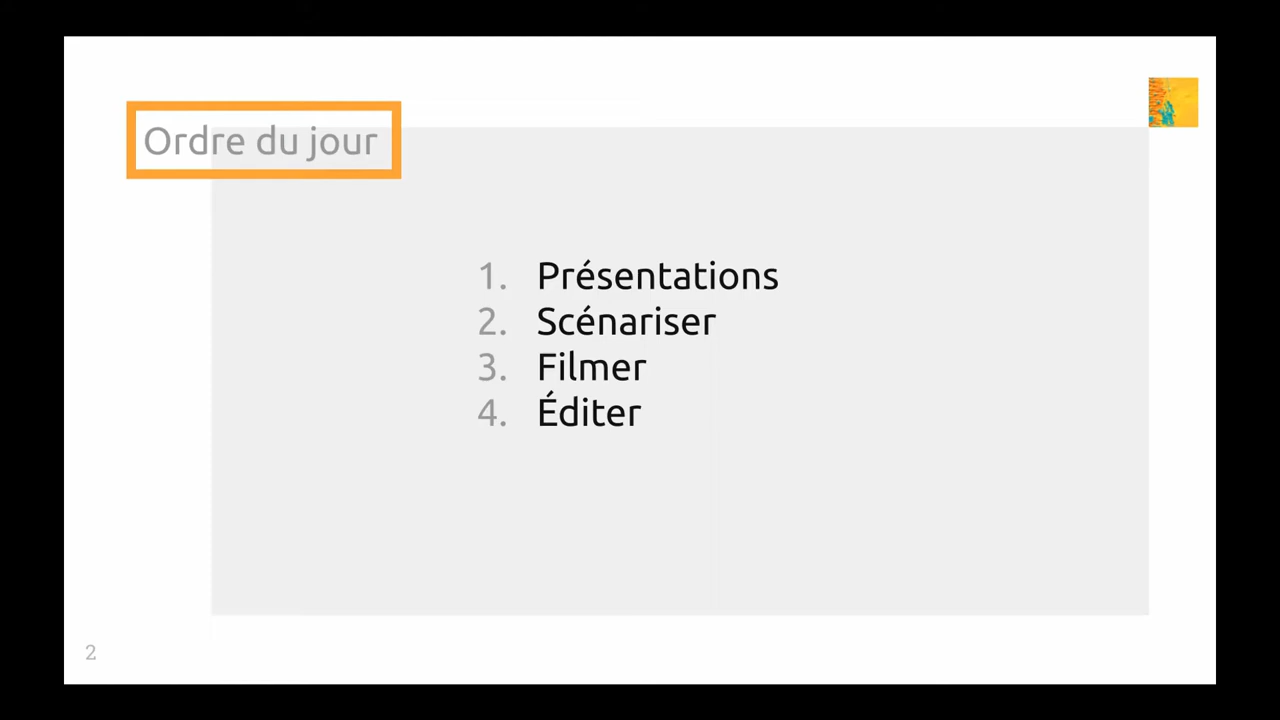 Ordre du jour
1. Présentations
2. Scénariser
3. Filmer
4. Éditer
2